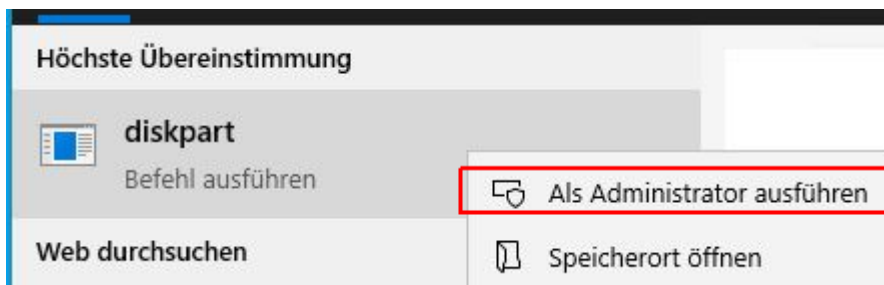 Höchste Übereinstimmung
diskpart
Befehl ausführen
Als Administrator ausführen
Web durchsuchen
Speicherort öffnen